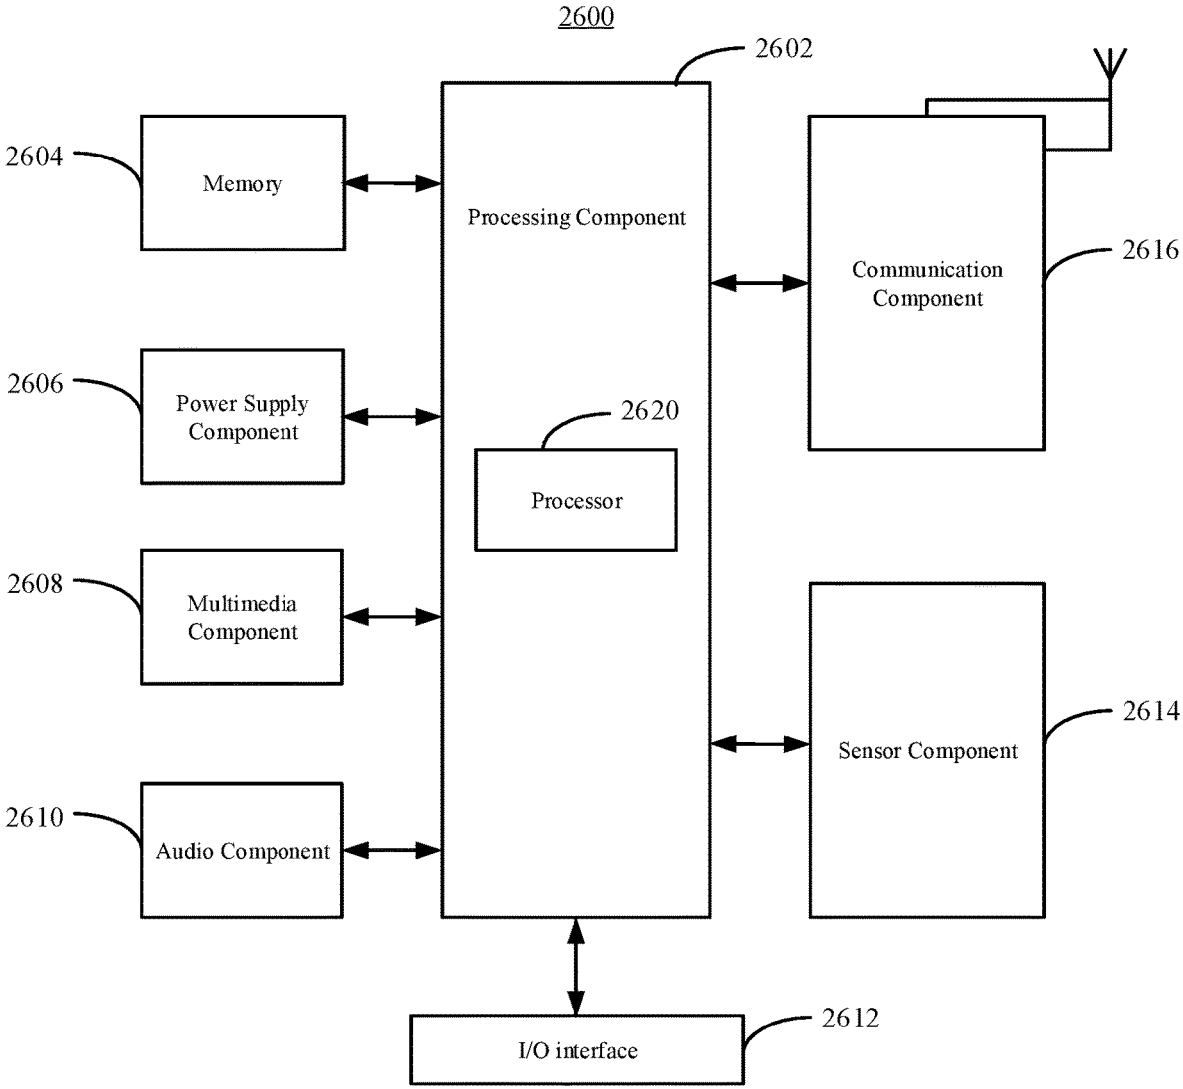 2600
2602
2604
Memory
Processing Component
2616
Communication
Component
2606
Power Supply
Component
2620
Processor
2608
Multimedia
Component
2614
Sensor Component
2610
Audio Component
2612
I/O interface